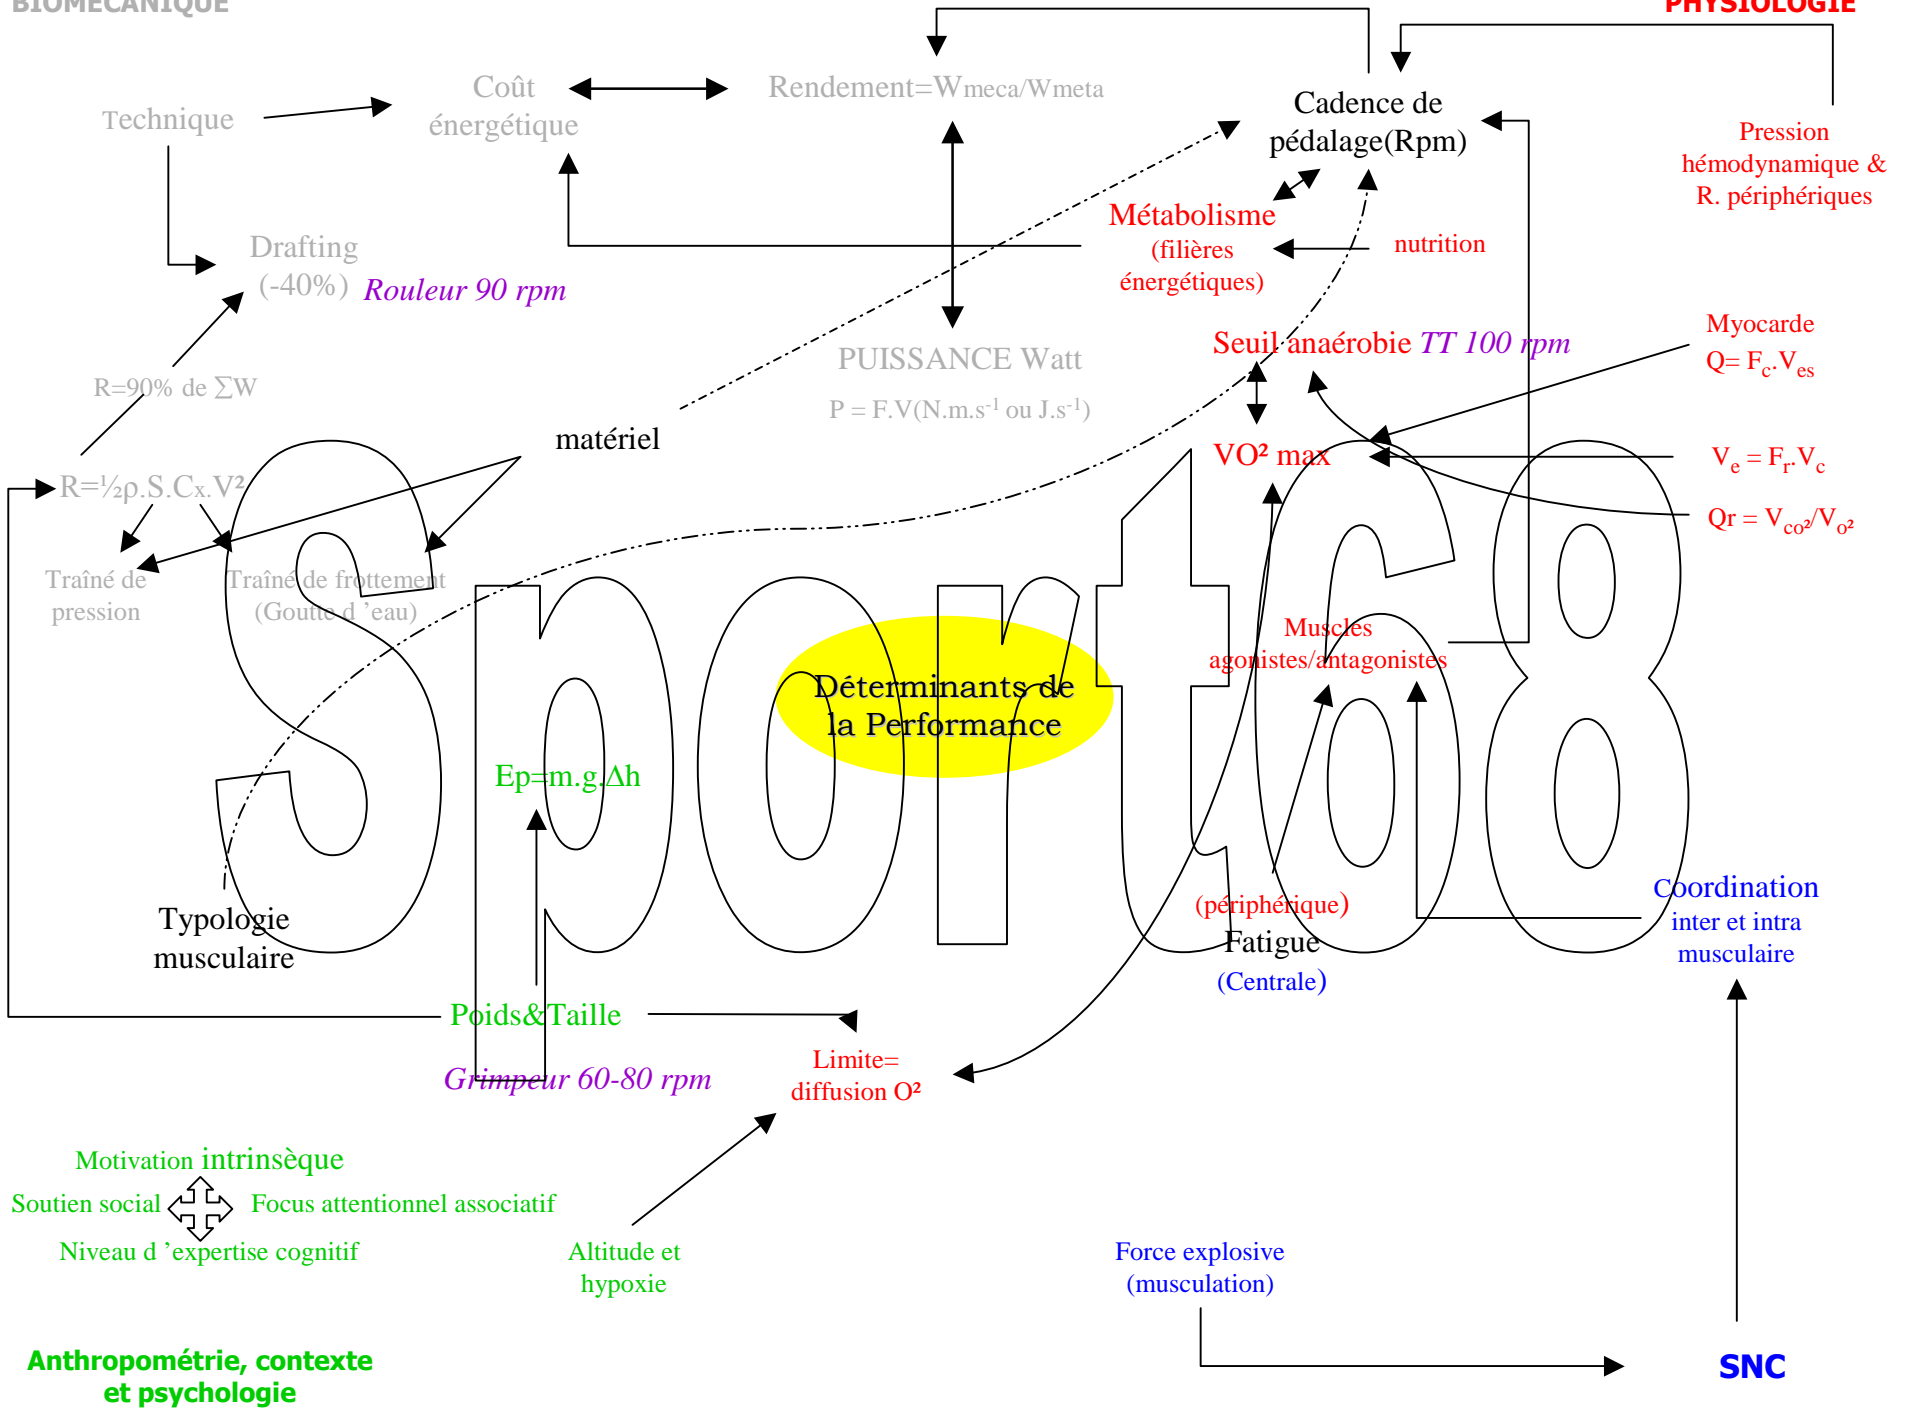 BIOMECANIQUE
PHYSIOLOGIE
Coût
énergétique
Rendement=Wmeca/Wmeta
Technique
Cadence de
pédalage(Rpm)
Pression
hémodynamique &
R. périphériques
Métabolisme
(filières
énergétiques)
nutrition
Drafting
(-40%)
Rouleur 90 rpm
PUISSANCE Watt
P = F.V(N.m.s-1 ou J.s-1)
Seuil anaérobie TT 100 rpm
Myocarde
Q= Fc.Ves
R=90% de ∑W
matériel
VO² max
Ve = Fr.Vc
R=½ρ.S.Cx.V²
Qr = Vco²/Vo²
Traîné de
pression
Traîné de frottement
(Goutte d ’eau)
Sport68
Muscles
agonistes/antagonistes
Déterminants de
la Performance
Ep=m.g.Δh
Typologie
musculaire
(périphérique)
Fatigue
(Centrale)
Coordination
inter et intra
musculaire
Poids&Taille
Grimpeur 60-80 rpm
Limite=
diffusion O²
Motivation intrinsèque
Soutien social
Focus attentionnel associatif
Niveau d ’expertise cognitif
Altitude et
hypoxie
Force explosive
(musculation)
Anthropométrie, contexte
et psychologie
SNC